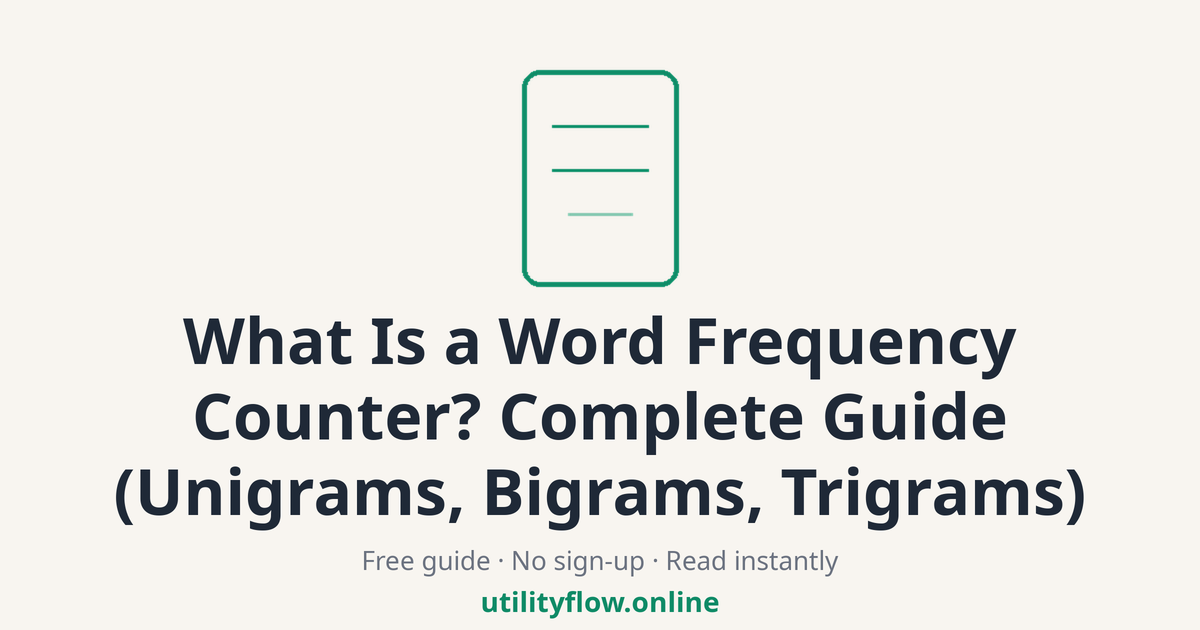 What Is a Word Frequency
Counter? Complete Guide
(Unigrams, Bigrams, Trigrams)
Free guide · No sign-up · Read instantly
utilityflow.online